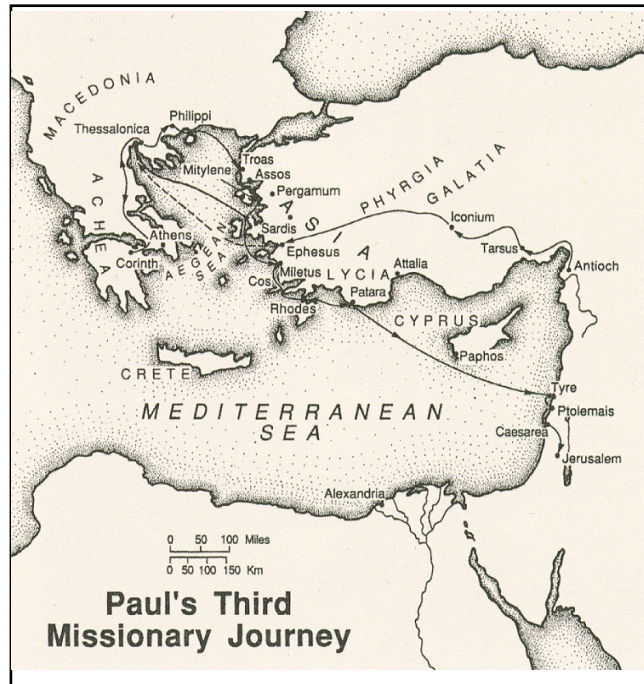 MACEDONIA
Philippi
Thessalonica
Troas
Mitylene
Assos
Pergamum
PHYRGIA
GALATIA
ASIA
ACHEA
Sardis
Iconium
Athens
Corinth
AEGEAN
SEA
Ephesus
Tarsus
Antioch
Miletus
LYCIA
Attalia
Cos
Rhodes
Patara
CYPRUS
Paphos
CRETE
Tyre
Ptolemais
MEDITERRANEAN
SEA
Caesarea
Jerusalem
Alexandria
0 50 100 Miles
0 50 100 150 Km
Paul's Third
Missionary Journey